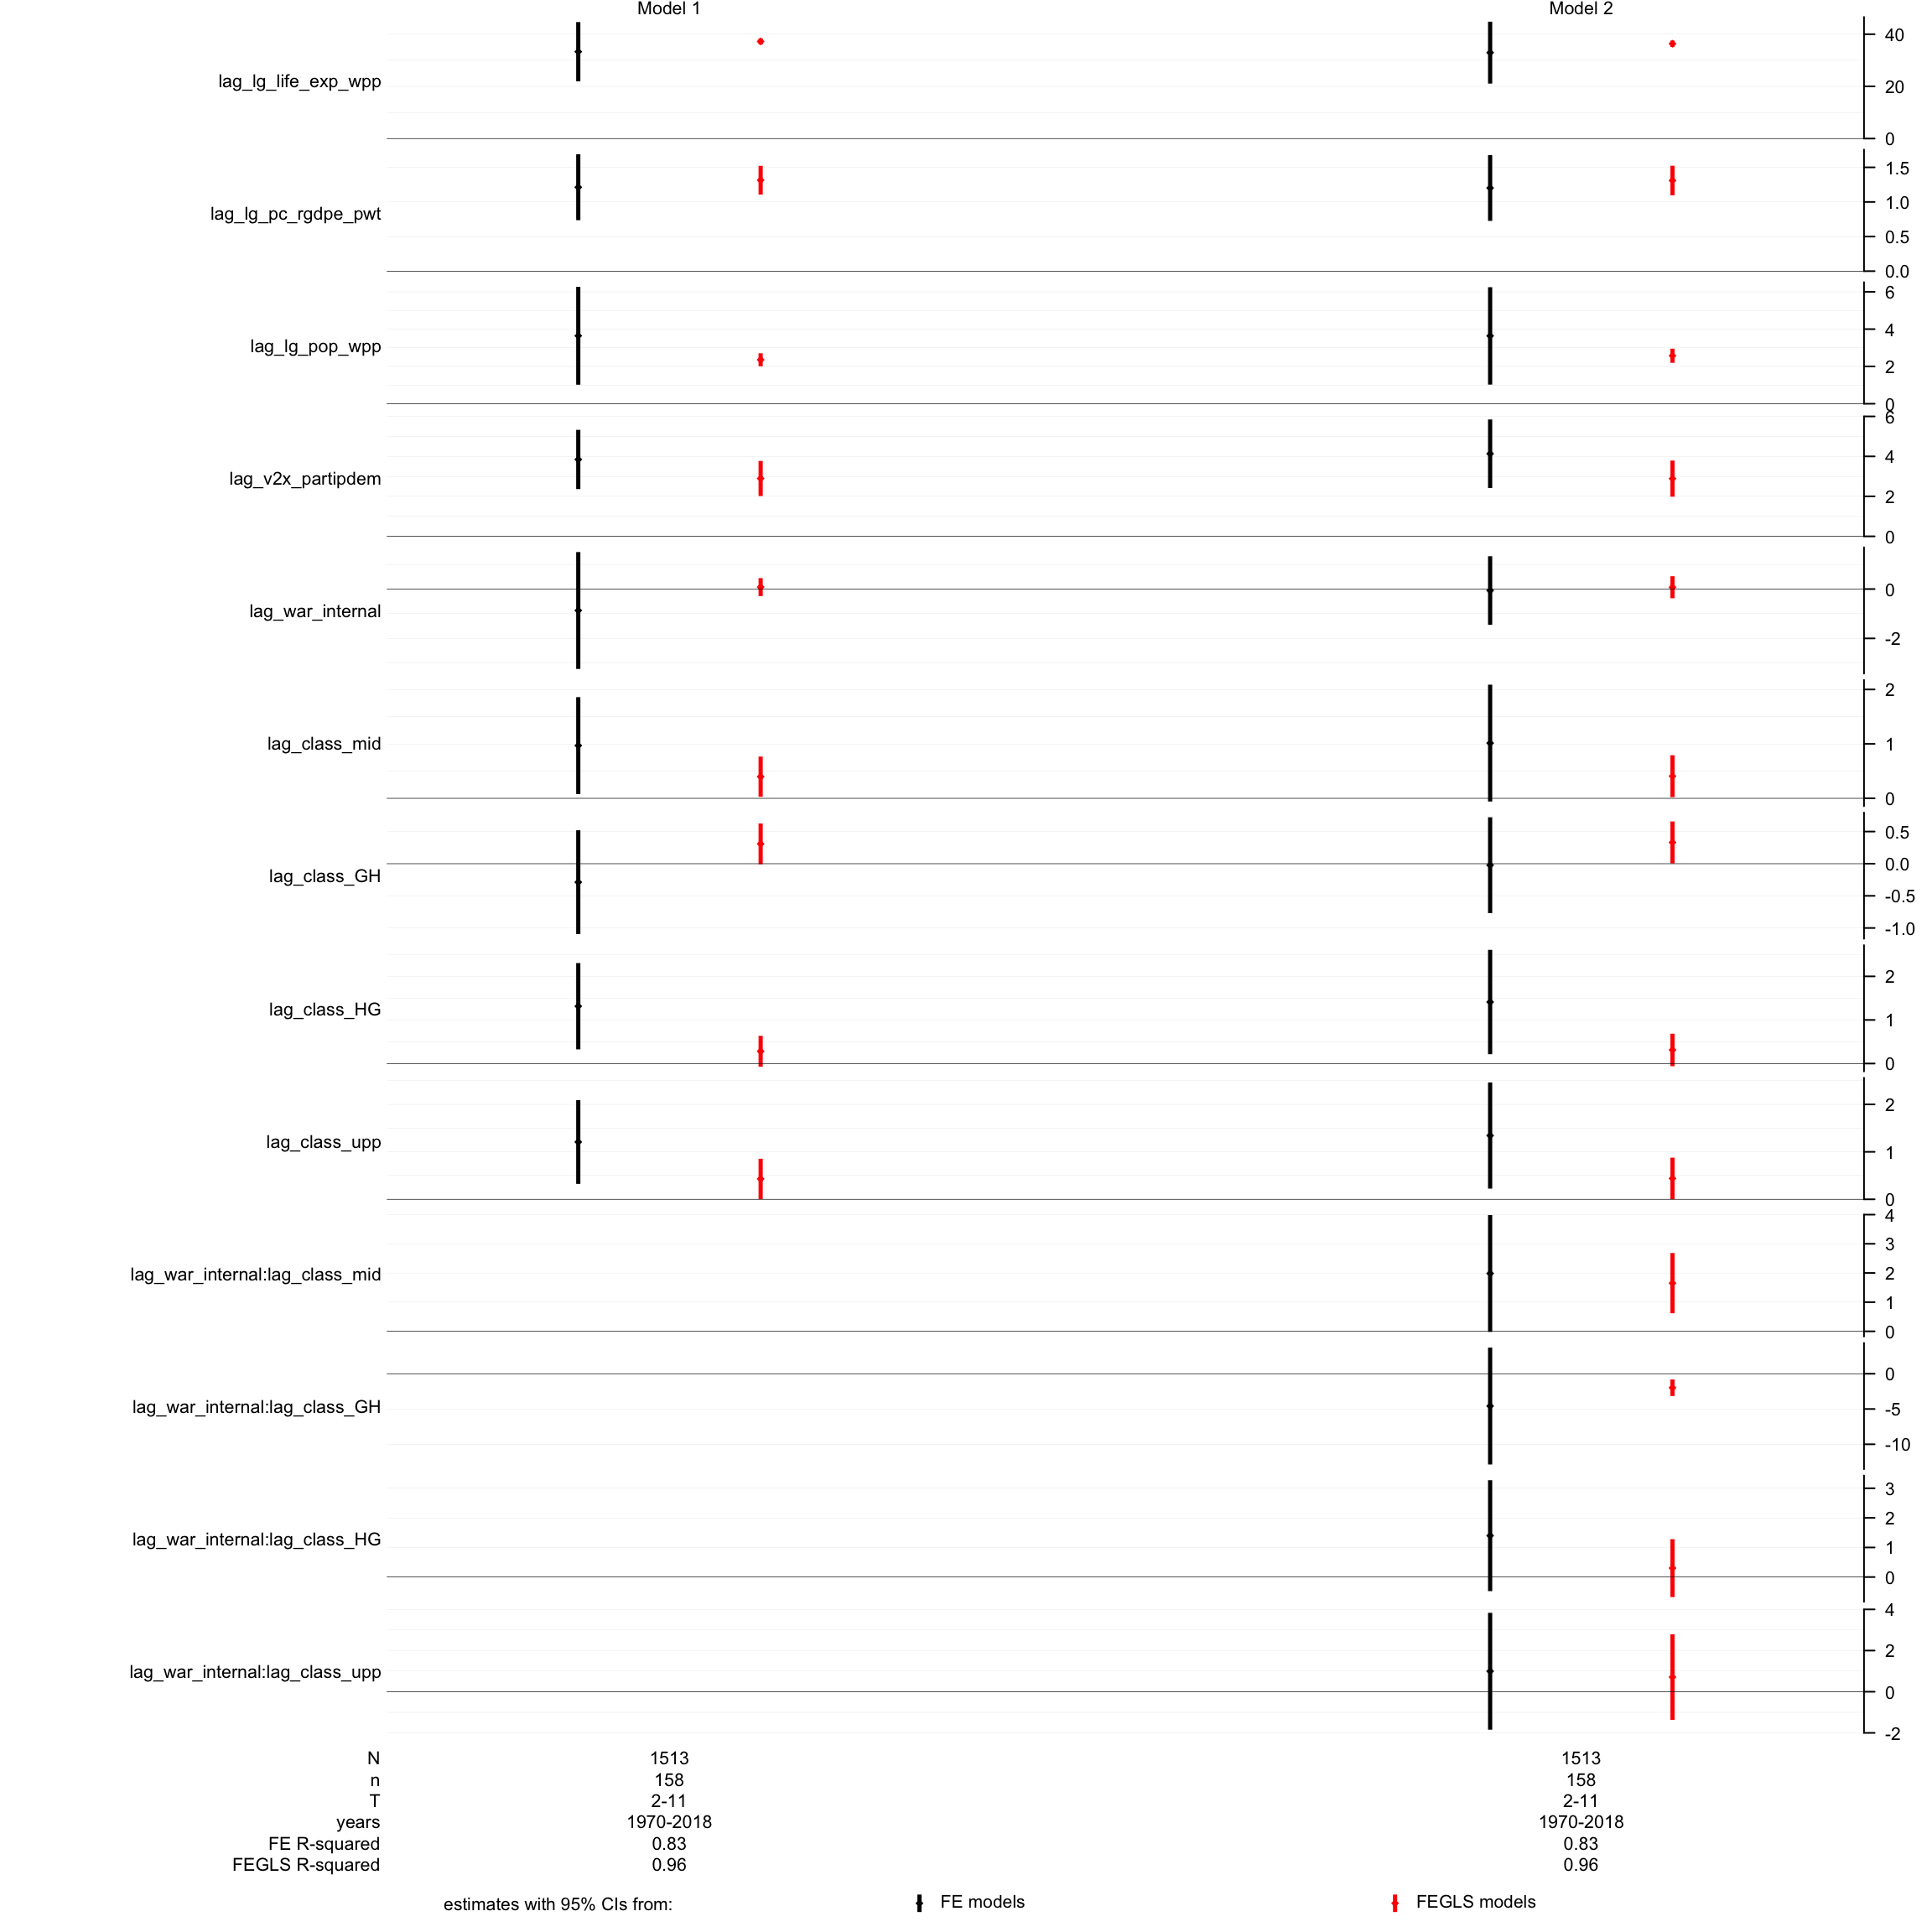 Model 1 Model 2
lag_lg_life_exp_wpp
40
20
0
lag_lg_pc_rgdpe_pwt
1.5
1.0
0.5
0.0
lag_lg_pop_wpp
6
4
2
0
lag_v2x_partipdem
6
4
2
0
lag_war_internal
0
-2
lag_class_mid
2
1
0
lag_class_GH
0.5
0.0
-0.5
-1.0
lag_class_HG
2
1
0
lag_class_upp
2
1
0
lag_war_internal:lag_class_mid
4
3
2
1
0
lag_war_internal:lag_class_GH
0
-5
-10
lag_war_internal:lag_class_HG
3
2
1
0
lag_war_internal:lag_class_upp
4
2
0
-2
N 1513 1513
n 158 158
T 2-11 2-11
years 1970-2018 1970-2018
FE R-squared 0.83 0.83
FEGLS R-squared 0.96 0.96
estimates with 95% CIs from: FE models FEGLS models